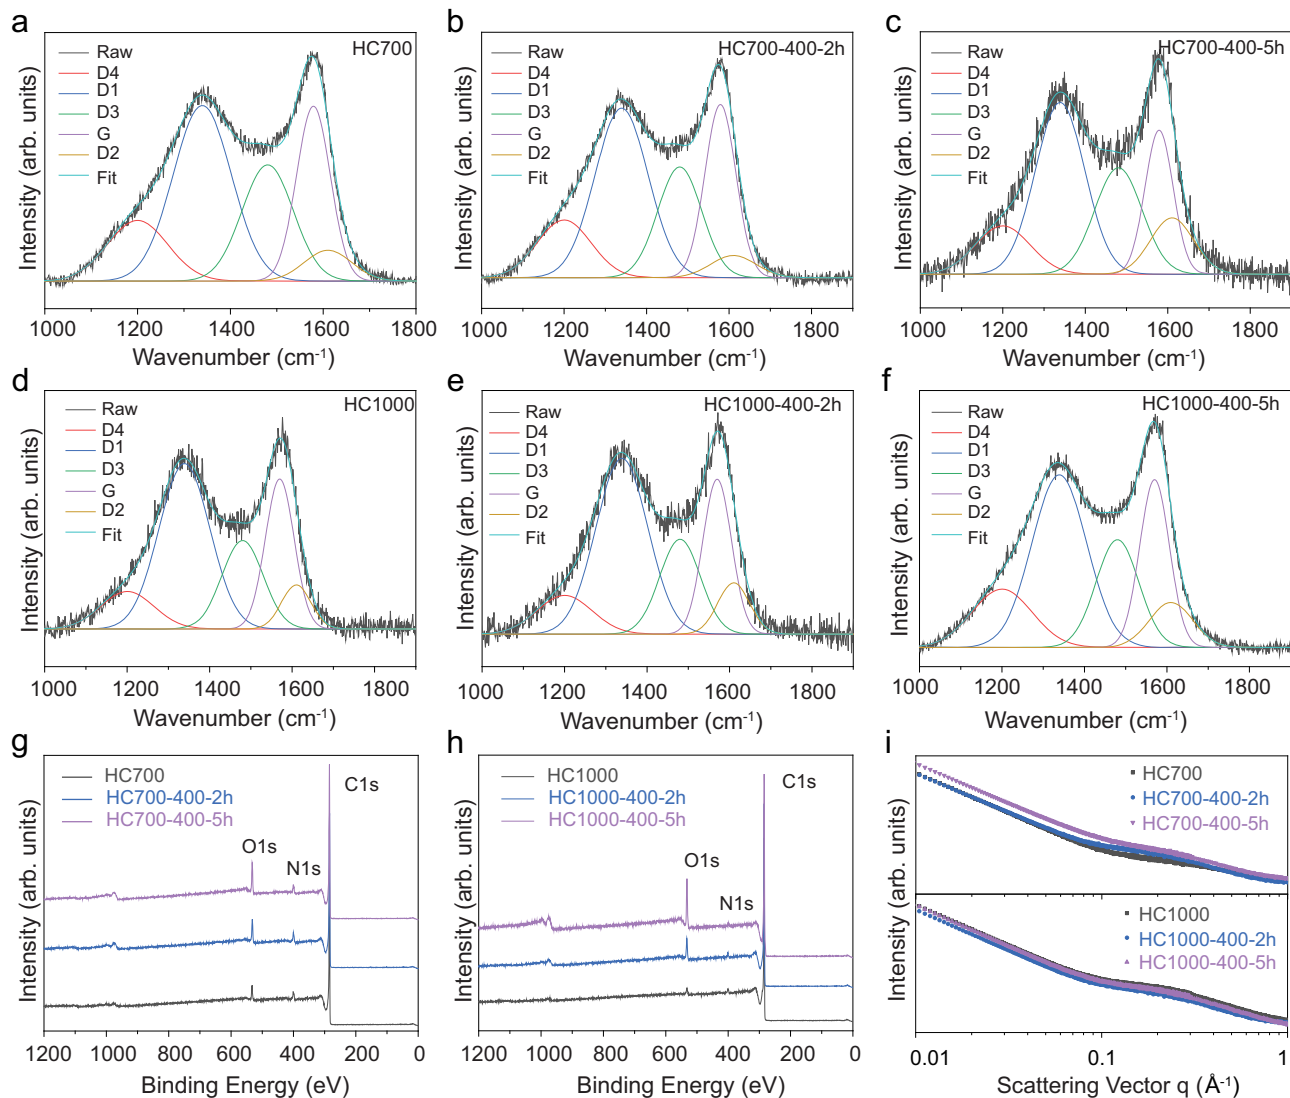 a
HC700
Raw
D4
D1
D3
G
D2
Fit
Intensity (arb. units)
1000 1200 1400 1600 1800
Wavenumber (cm⁻¹)
b
HC700-400-2h
Raw
D4
D1
D3
G
D2
Fit
Intensity (arb. units)
1000 1200 1400 1600 1800
Wavenumber (cm⁻¹)
c
HC700-400-5h
Raw
D4
D1
D3
G
D2
Fit
Intensity (arb. units)
1000 1200 1400 1600 1800
Wavenumber (cm⁻¹)
d
HC1000
Raw
D4
D1
D3
G
D2
Fit
Intensity (arb. units)
1000 1200 1400 1600 1800
Wavenumber (cm⁻¹)
e
HC1000-400-2h
Raw
D4
D1
D3
G
D2
Fit
Intensity (arb. units)
1000 1200 1400 1600 1800
Wavenumber (cm⁻¹)
f
HC1000-400-5h
Raw
D4
D1
D3
G
D2
Fit
Intensity (arb. units)
1000 1200 1400 1600 1800
Wavenumber (cm⁻¹)
g
HC700
HC700-400-2h
HC700-400-5h
C1s
O1s
N1s
Intensity (arb. units)
1200 1000 800 600 400 200 0
Binding Energy (eV)
h
HC1000
HC1000-400-2h
HC1000-400-5h
C1s
O1s
N1s
Intensity (arb. units)
1200 1000 800 600 400 200 0
Binding Energy (eV)
i
HC700
HC700-400-2h
HC700-400-5h
HC1000
HC1000-400-2h
HC1000-400-5h
Intensity (arb. units)
0.01 0.1 1
Scattering Vector q (Å⁻¹)